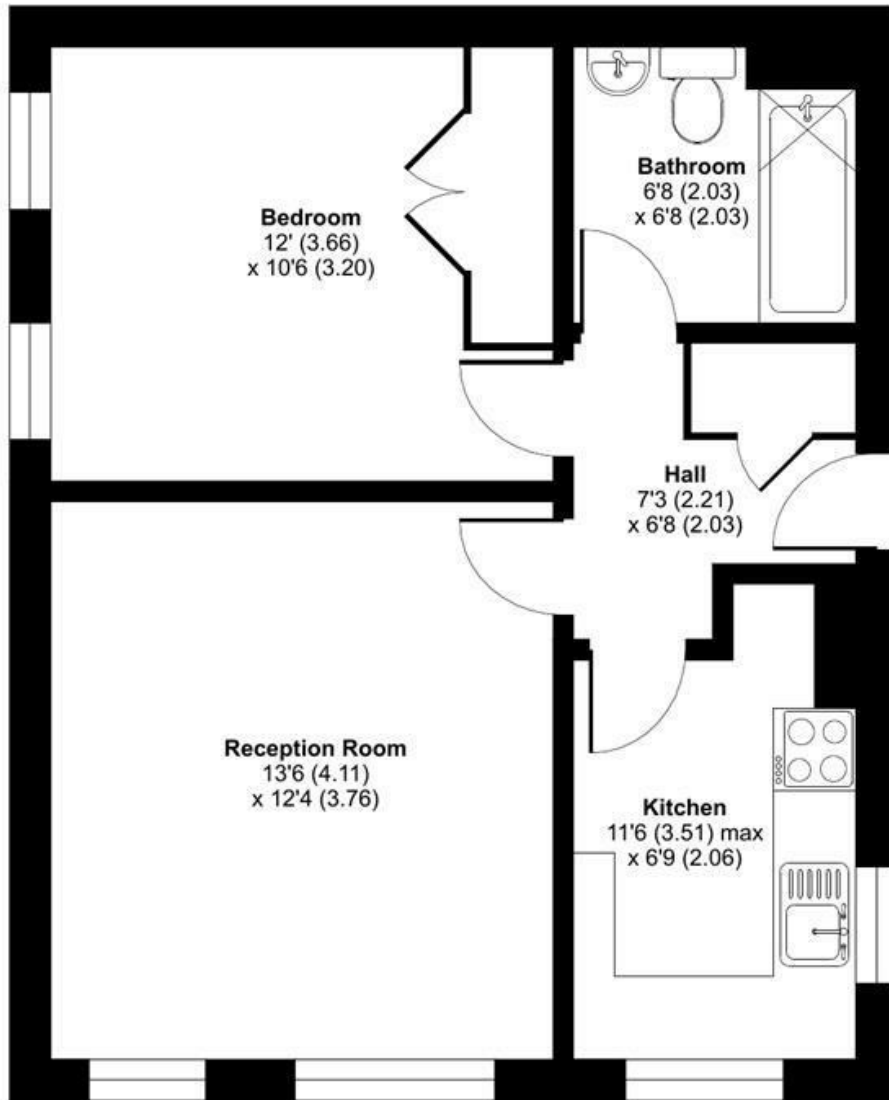 Bedroom
12' (3.66)
x 10'6 (3.20)
Bathroom
6'8 (2.03)
x 6'8 (2.03)
Hall
7'3 (2.21)
x 6'8 (2.03)
Reception Room
13'6 (4.11)
x 12'4 (3.76)
Kitchen
11'6 (3.51) max
x 6'9 (2.06)